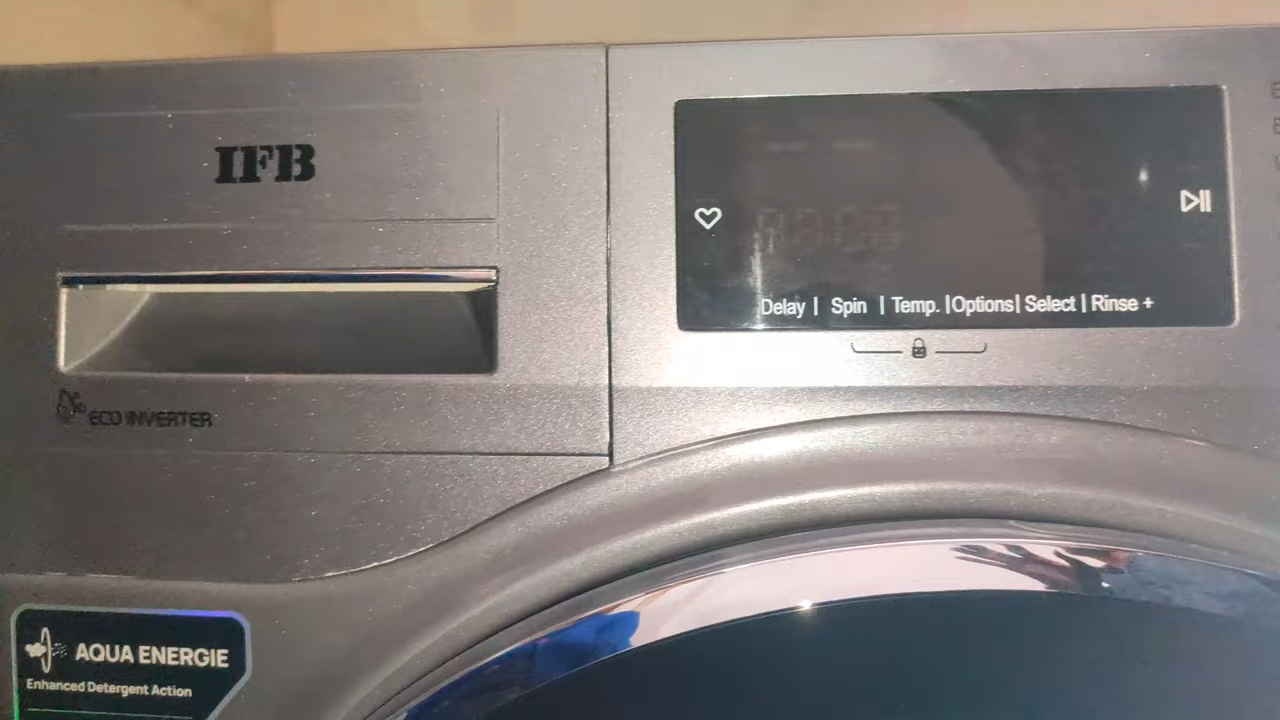 IFB
ECO INVERTER
Delay | Spin | Temp. | Options | Select | Rinse +
AQUA ENERGIE
Enhanced Detergent Action